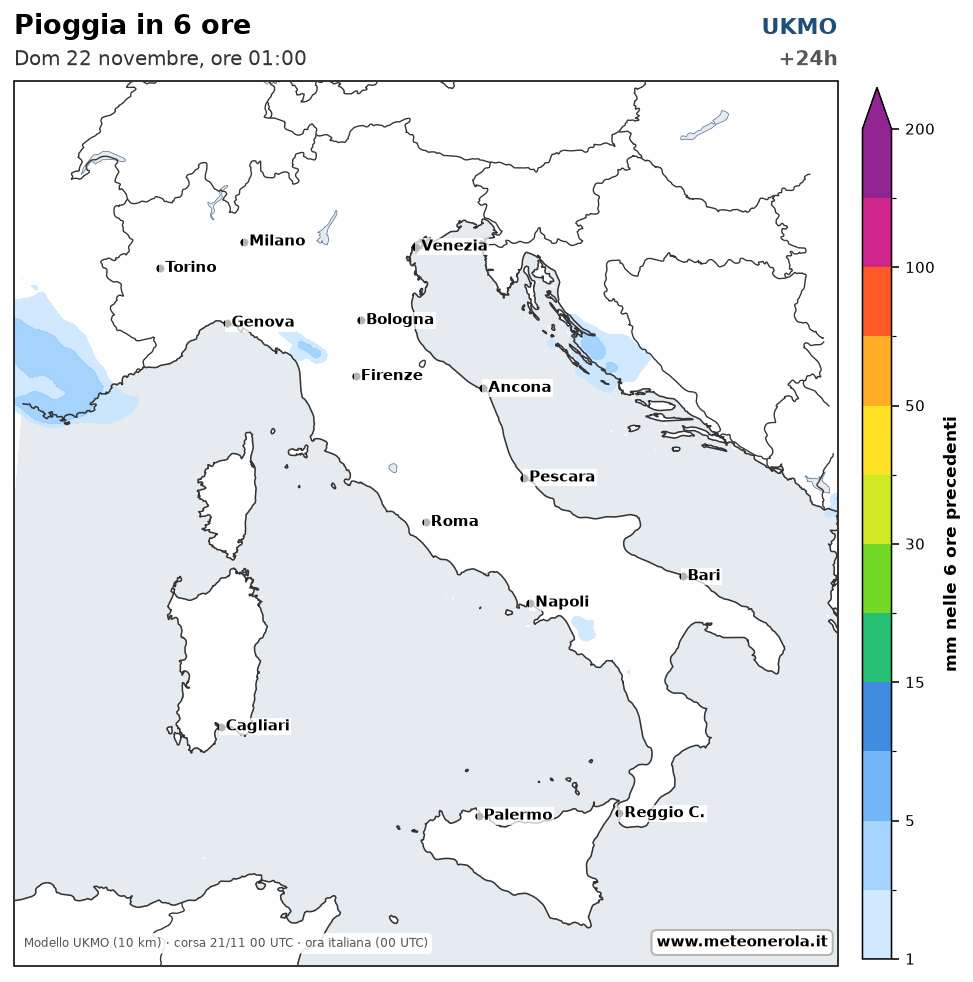 Pioggia in 6 ore
UKMO
Dom 22 novembre, ore 01:00
+24h
200
100
50
30
15
5
1
mm nelle 6 ore precedenti
Milano
Venezia
Torino
Genova
Bologna
Firenze
Ancona
Pescara
Roma
Bari
Napoli
Cagliari
Palermo
Reggio C.
Modello UKMO (10 km) · corsa 21/11 00 UTC · ora italiana (00 UTC)
www.meteonerola.it